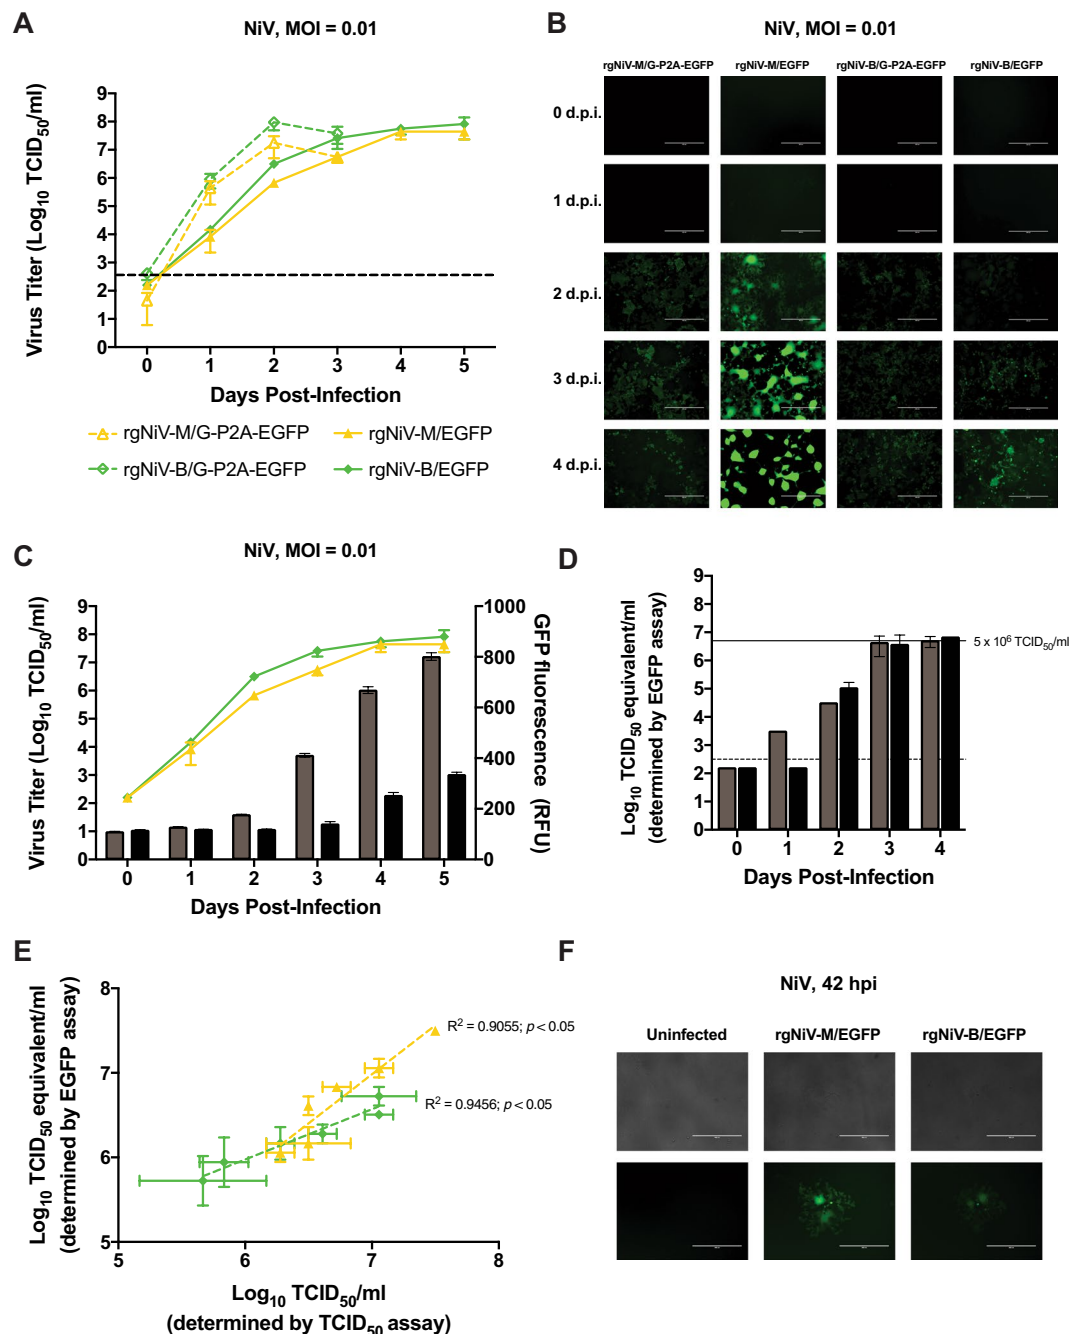 A
NiV, MOI = 0.01
Virus Titer (Log10 TCID50/ml)
9
8
7
6
5
4
3
2
1
0
0 1 2 3 4 5
Days Post-Infection
rgNiV-M/G-P2A-EGFP
rgNiV-M/EGFP
rgNiV-B/G-P2A-EGFP
rgNiV-B/EGFP
B
NiV, MOI = 0.01
rgNiV-M/G-P2A-EGFP rgNiV-M/EGFP rgNiV-B/G-P2A-EGFP rgNiV-B/EGFP
0 d.p.i.
1 d.p.i.
2 d.p.i.
3 d.p.i.
4 d.p.i.
C
NiV, MOI = 0.01
Virus Titer (Log10 TCID50/ml)
9
8
7
6
5
4
3
2
1
0
1000
800
600
400
200
0
GFP fluorescence (RFU)
0 1 2 3 4 5
Days Post-Infection
D
Log10 TCID50 equivalent/ml
(determined by EGFP assay)
9
8
7
6
5
4
3
2
1
0
5 x 10^6 TCID50/ml
0 1 2 3 4
Days Post-Infection
E
Log10 TCID50 equivalent/ml
(determined by EGFP assay)
8
7
6
5
R² = 0.9055; p < 0.05
R² = 0.9456; p < 0.05
5 6 7 8
Log10 TCID50/ml
(determined by TCID50 assay)
F
NiV, 42 hpi
Uninfected rgNiV-M/EGFP rgNiV-B/EGFP